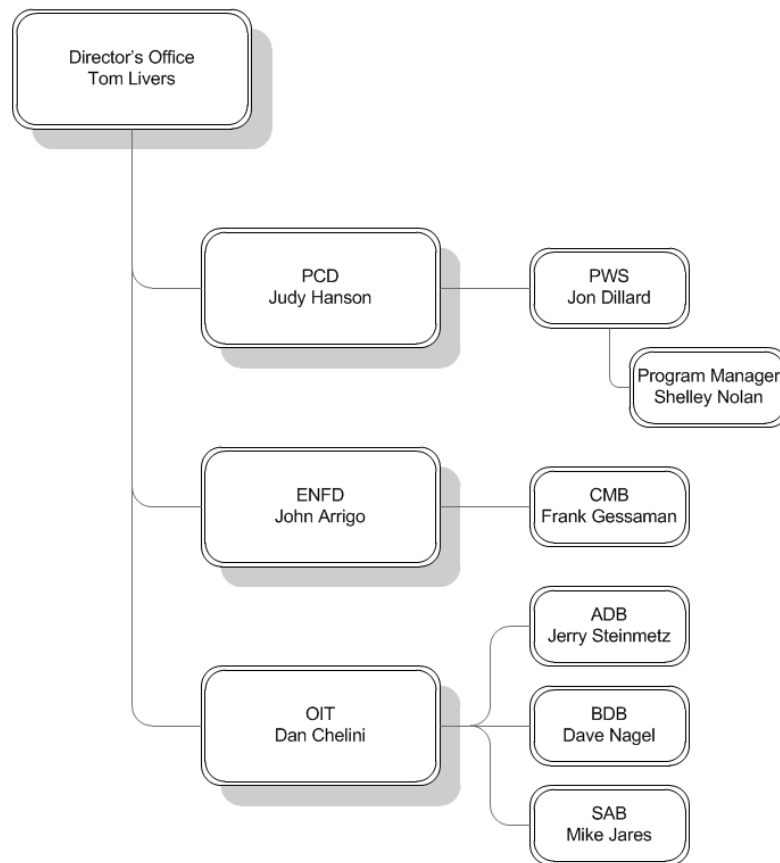 Director's Office
Tom Livers
PCD
Judy Hanson
PWS
Jon Dillard
Program Manager
Shelley Nolan
ENFD
John Arrigo
CMB
Frank Gessaman
ADB
Jerry Steinmetz
OIT
Dan Chelini
BDB
Dave Nagel
SAB
Mike Jares